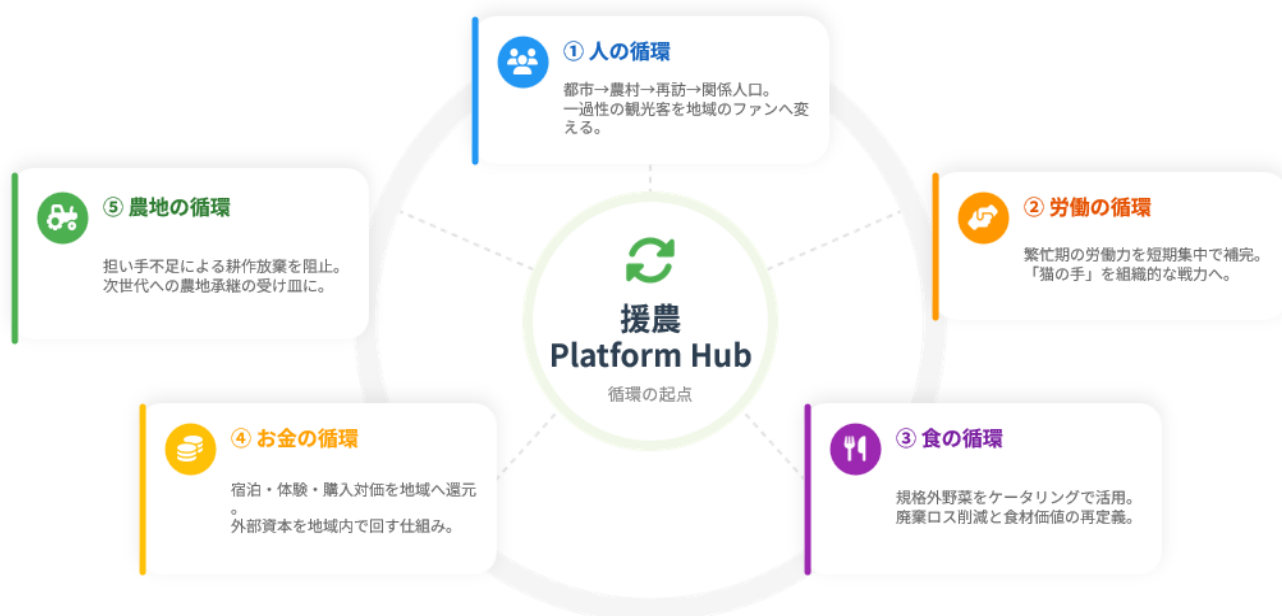 ① 人の循環
都市→農村→再訪→関係人口。
一過性の観光客を地域のファンへ変
える。
② 労働の循環
繁忙期の労働力を短期集中で補完。
「猫の手」を組織的な戦力へ。
③ 食の循環
規格外野菜をケータリングで活用。
廃棄ロス削減と食材価値の再定義。
④ お金の循環
宿泊・体験・購入対価を地域へ還元
。
外部資本を地域内で回す仕組み。
⑤ 農地の循環
担い手不足による耕作放棄を阻止。
次世代への農地承継の受け皿に。
援農
Platform Hub
循環の起点